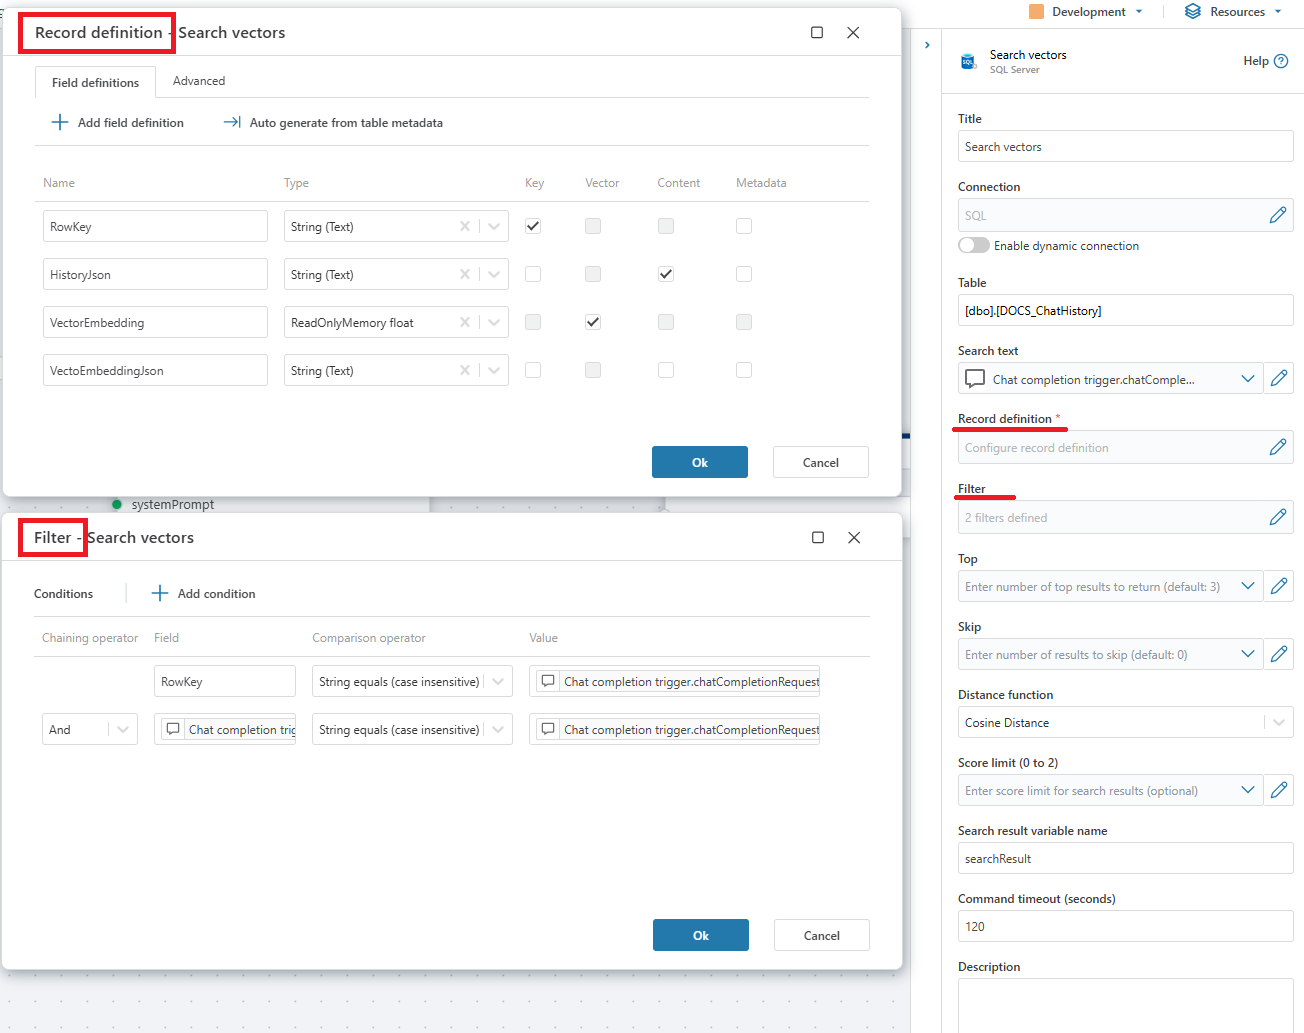 Record definition - Search vectors
Field definitions
Advanced
Add field definition
Auto generate from table metadata
Name Type Key Vector Content Metadata
RowKey String (Text)
HistoryJson String (Text)
VectorEmbedding ReadOnlyMemory float
VectoEmbeddingJson String (Text)
Ok Cancel
systemPrompt
Filter - Search vectors
Conditions Add condition
Chaining operator Field Comparison operator Value
RowKey String equals (case insensitive) Chat completion trigger.chatCompletionRequest
And Chat completion trig String equals (case insensitive) Chat completion trigger.chatCompletionRequest
Ok Cancel
Development Resources
Search vectors
SQL Server
SQL
Help ?
Title
Search vectors
Connection
SQL
Enable dynamic connection
Table
[dbo].[DOCS_ChatHistory]
Search text
Chat completion trigger.chatComple...
Record definition *
Configure record definition
Filter
2 filters defined
Top
Enter number of top results to return (default: 3)
Skip
Enter number of results to skip (default: 0)
Distance function
Cosine Distance
Score limit (0 to 2)
Enter score limit for search results (optional)
Search result variable name
searchResult
Command timeout (seconds)
120
Description